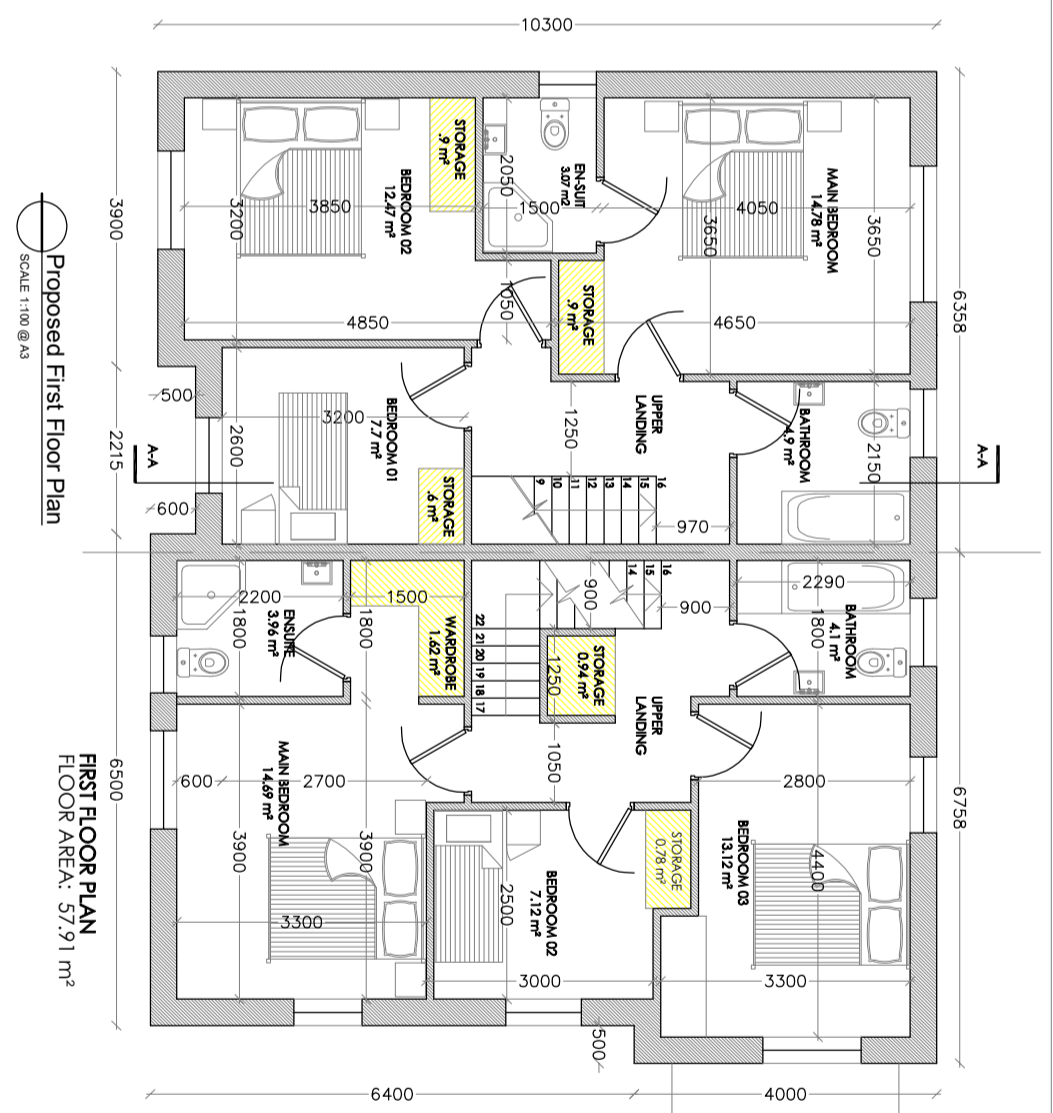 10300
3900
500
2215
600
6500
6358
6758
6400
4000
STORAGE
.9 m²
BEDROOM 02
12.47 m²
3850
3200
4850
EN-SUIT
3.07 m2
2050
1500
1050
MAIN BEDROOM
14.78 m²
4050
3650
3650
4650
STORAGE
.9 m²
BEDROOM 01
7.7 m²
3200
2600
STORAGE
.6 m²
UPPER
LANDING
1250
9
10
11
12
13
14
15
16
970
BATHROOM
4.9 m²
2150
A-A
A-A
2200
1800
ENSUIRE
3.96 m²
1500
1800
WARDROBE
1.62 m²
22
21
20
19
18
17
900
14
15
16
900
STORAGE
0.94 m²
1250
UPPER
LANDING
1050
2290
1800
BATHROOM
4.1 m²
MAIN BEDROOM
14.69 m²
600
2700
3900
3900
3300
BEDROOM 02
7.12 m²
2500
3000
STORAGE
0.78 m²
BEDROOM 03
13.12 m²
2800
4400
3300
500
FIRST FLOOR PLAN
FLOOR AREA: 57.91 m²
Proposed First Floor Plan
SCALE 1:100 @ A3